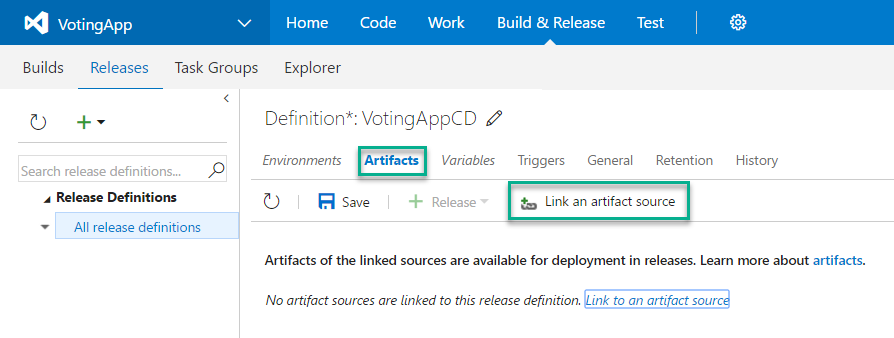 VotingApp Home Code Work Build & Release Test
Builds Releases Task Groups Explorer
Definition*: VotingAppCD
Environments Artifacts Variables Triggers General Retention History
Search release definitions...
Save Release Link an artifact source
Release Definitions
All release definitions
Artifacts of the linked sources are available for deployment in releases. Learn more about artifacts.
No artifact sources are linked to this release definition. Link to an artifact source